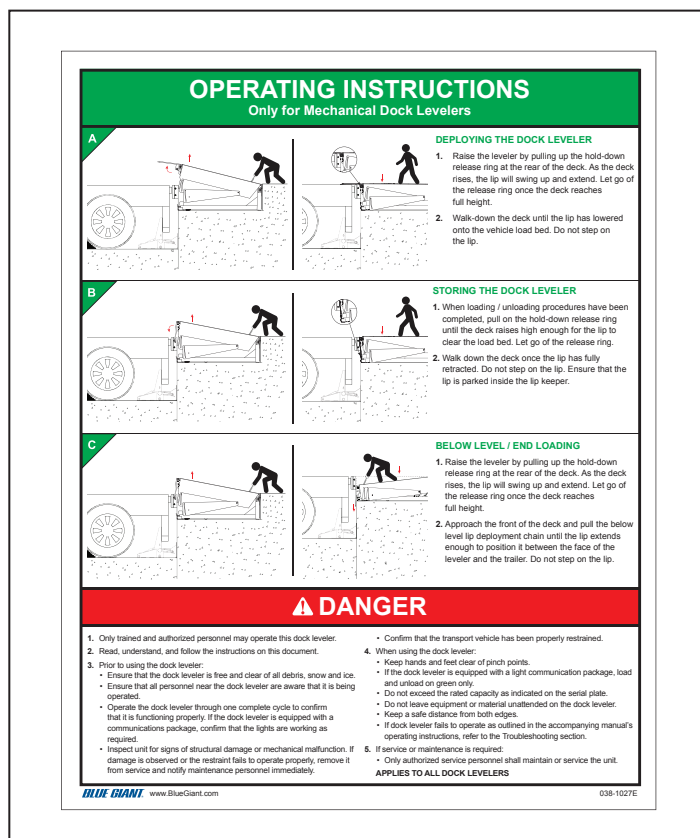 OPERATING INSTRUCTIONS
Only for Mechanical Dock Levelers
A
DEPLOYING THE DOCK LEVELER
1. Raise the leveler by pulling up the hold-down
release ring at the rear of the deck. As the deck
rises, the lip will swing up and extend. Let go of
the release ring once the deck reaches
full height.
2. Walk-down the deck until the lip has lowered
onto the vehicle load bed. Do not step on
the lip.
B
STORING THE DOCK LEVELER
1. When loading / unloading procedures have been
completed, pull on the hold-down release ring
until the deck raises high enough for the lip to
clear the load bed. Let go of the release ring.
2. Walk down the deck once the lip has fully
retracted. Do not step on the lip. Ensure that the
lip is parked inside the lip keeper.
C
BELOW LEVEL / END LOADING
1. Raise the leveler by pulling up the hold-down
release ring at the rear of the deck. As the deck
rises, the lip will swing up and extend. Let go of
the release ring once the deck reaches
full height.
2. Approach the front of the deck and pull the below
level lip deployment chain until the lip extends
enough to position it between the face of the
leveler and the trailer. Do not step on the lip.
DANGER
1. Only trained and authorized personnel may operate this dock leveler.
2. Read, understand, and follow the instructions on this document.
3. Prior to using the dock leveler:
• Ensure that the dock leveler is free and clear of all debris, snow and ice.
• Ensure that all personnel near the dock leveler are aware that it is being
operated.
• Operate the dock leveler through one complete cycle to confirm
that it is functioning properly. If the dock leveler is equipped with a
communications package, confirm that the lights are working as
required.
• Inspect unit for signs of structural damage or mechanical malfunction. If
damage is observed or the restraint fails to operate properly, remove it
from service and notify maintenance personnel immediately.
• Confirm that the transport vehicle has been properly restrained.
4. When using the dock leveler:
• Keep hands and feet clear of pinch points.
• If the dock leveler is equipped with a light communication package, load
and unload on green only.
• Do not exceed the rated capacity as indicated on the serial plate.
• Do not leave equipment or material unattended on the dock leveler.
• Keep a safe distance from both edges.
• If dock leveler fails to operate as outlined in the accompanying manual's
operating instructions, refer to the Troubleshooting section.
5. If service or maintenance is required:
• Only authorized service personnel shall maintain or service the unit.
APPLIES TO ALL DOCK LEVELERS
BLUE GIANT. www.BlueGiant.com
038-1027E